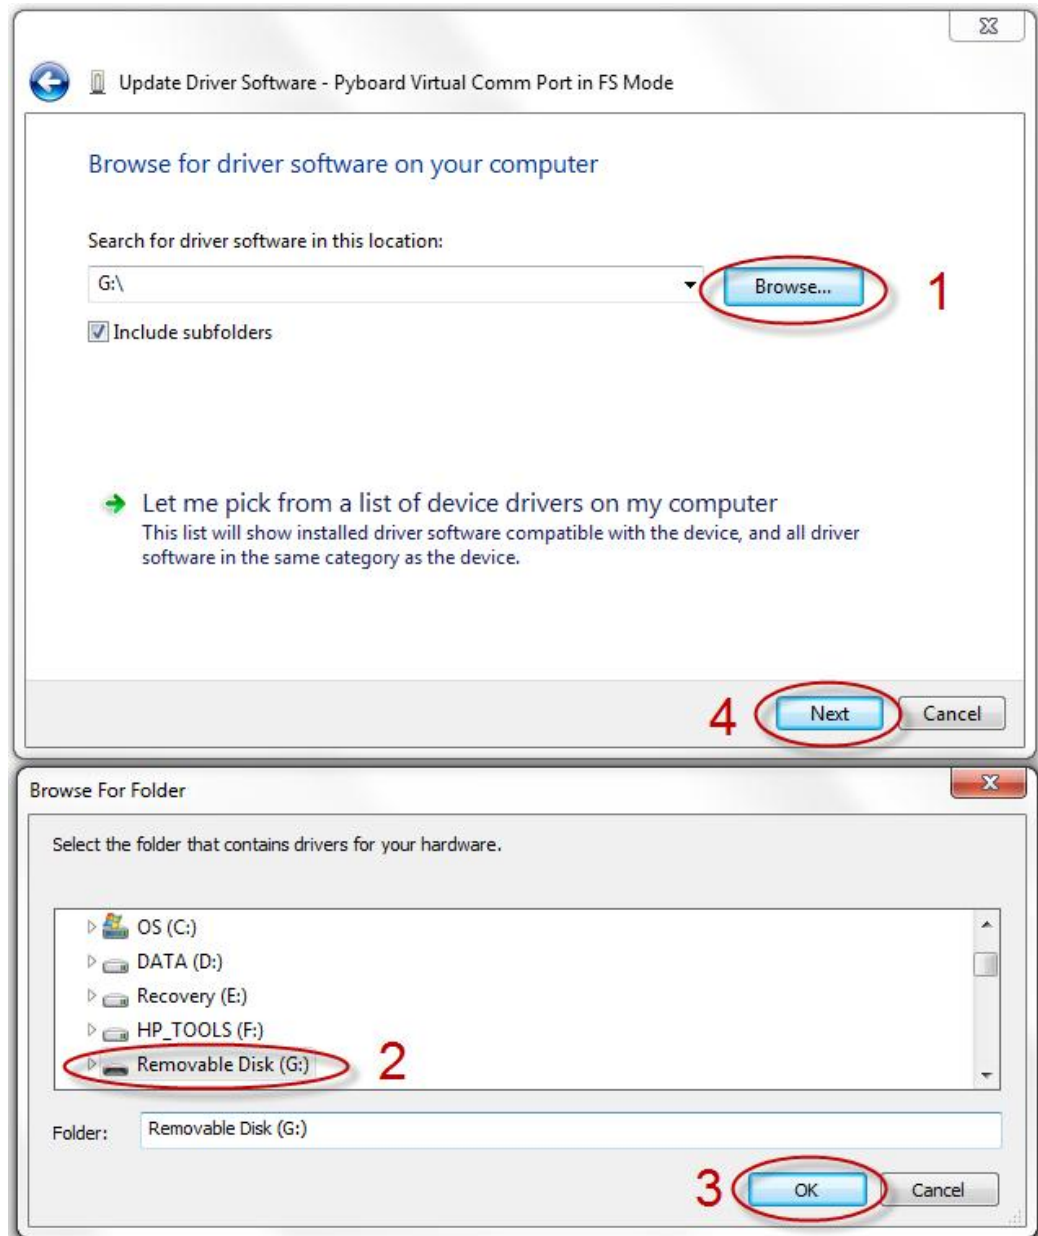 Update Driver Software - Pyboard Virtual Comm Port in FS Mode
Browse for driver software on your computer
Search for driver software in this location:
G:\ Browse... 1
Include subfolders
Let me pick from a list of device drivers on my computer
This list will show installed driver software compatible with the device, and all driver
software in the same category as the device.
4 Next Cancel
Browse For Folder
Select the folder that contains drivers for your hardware.
OS (C:)
DATA (D:)
Recovery (E:)
HP_TOOLS (F:)
Removable Disk (G:) 2
Folder: Removable Disk (G:)
3 OK Cancel